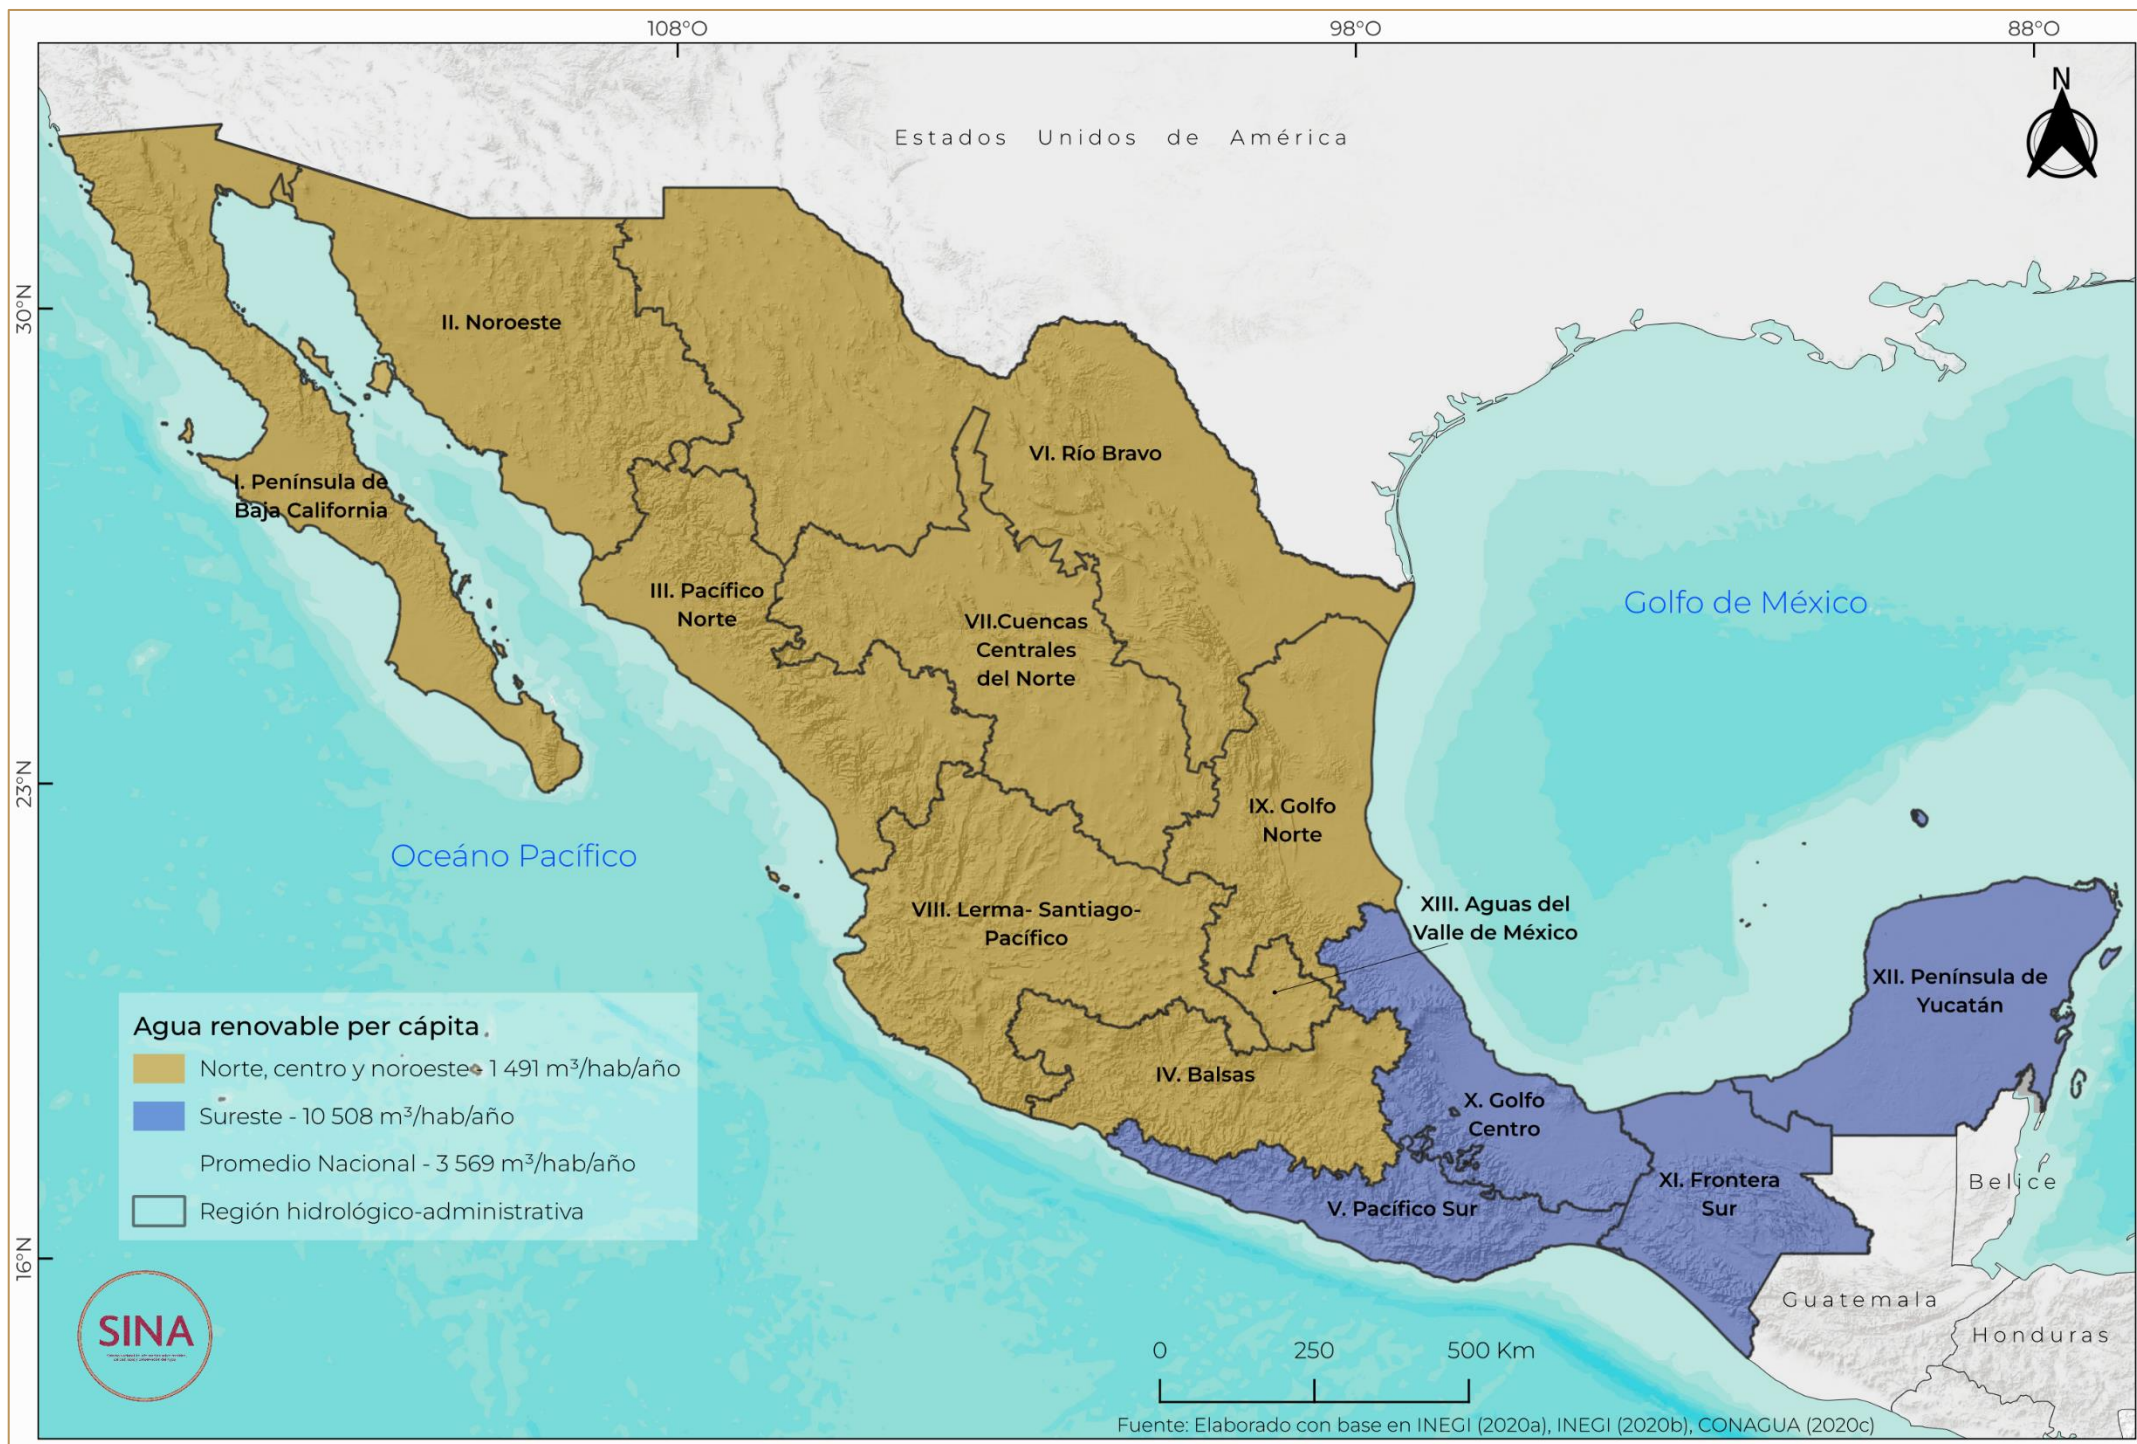 108°O
98°O
88°O
N
Estados Unidos de América
30°N
II. Noroeste
VI. Río Bravo
I. Península de
Baja California
III. Pacífico
Norte
Golfo de México
VII.Cuencas
Centrales
del Norte
23°N
IX. Golfo
Norte
Oceáno Pacífico
VIII. Lerma- Santiago-
Pacífico
XIII. Aguas del
Valle de México
XII. Península de
Yucatán
Agua renovable per cápita
Norte, centro y noroeste - 1 491 m³/hab/año
Sureste - 10 508 m³/hab/año
Promedio Nacional - 3 569 m³/hab/año
Región hidrológico-administrativa
IV. Balsas
X. Golfo
Centro
V. Pacífico Sur
XI. Frontera
Sur
Belice
16°N
Guatemala
Honduras
SINA
0 250 500 Km
Fuente: Elaborado con base en INEGI (2020a), INEGI (2020b), CONAGUA (2020c)